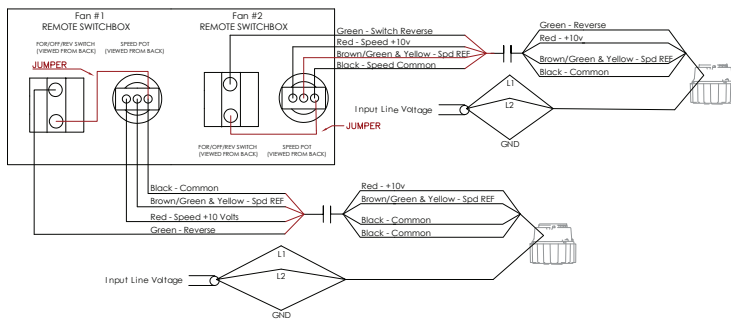 Fan #1
REMOTE SWITCHBOX
Fan #2
REMOTE SWITCHBOX
FOR/OFF/REV SWITCH
(VIEWED FROM BACK)
SPEED POT
(VIEWED FROM BACK)
JUMPER
FOR/OFF/REV SWITCH
(VIEWED FROM BACK)
SPEED POT
(VIEWED FROM BACK)
JUMPER
Green - Switch Reverse
Red - Speed +10v
Brown/Green & Yellow - Spd REF
Black - Speed Common
Green - Reverse
Red - +10v
Brown/Green & Yellow - Spd REF
Black - Common
L1
L2
Input Line Voltage
GND
Black - Common
Brown/Green & Yellow - Spd REF
Red - Speed +10 Volts
Green - Reverse
Red - +10v
Brown/Green & Yellow - Spd REF
Black - Common
Black - Common
L1
L2
Input Line Voltage
GND